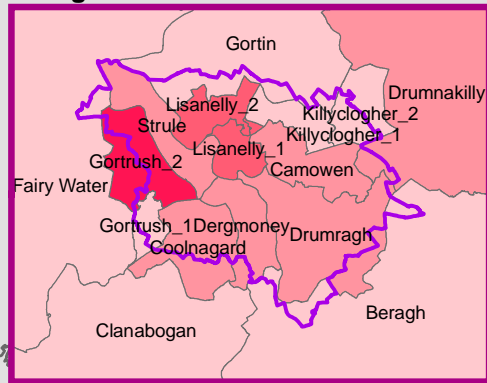 Gortin
Drumnakilly
Lisanelly_2
Killyclogher_2
Strule
Killyclogher_1
Lisanelly_1
Gortrush_2
Camowen
Fairy Water
Gortrush_1
Dergmoney
Drumragh
Coolnagard
Beragh
Clanabogan